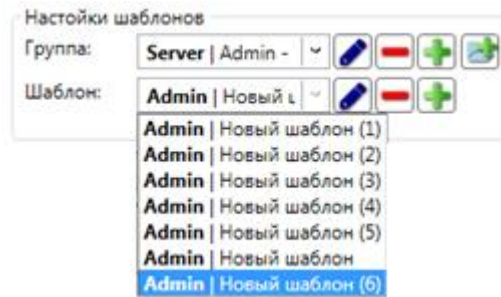 Настойки шаблонов
Группа: Server | Admin -
Шаблон: Admin | Новый
Admin | Новый шаблон (1)
Admin | Новый шаблон (2)
Admin | Новый шаблон (3)
Admin | Новый шаблон (4)
Admin | Новый шаблон (5)
Admin | Новый шаблон
Admin | Новый шаблон (6)